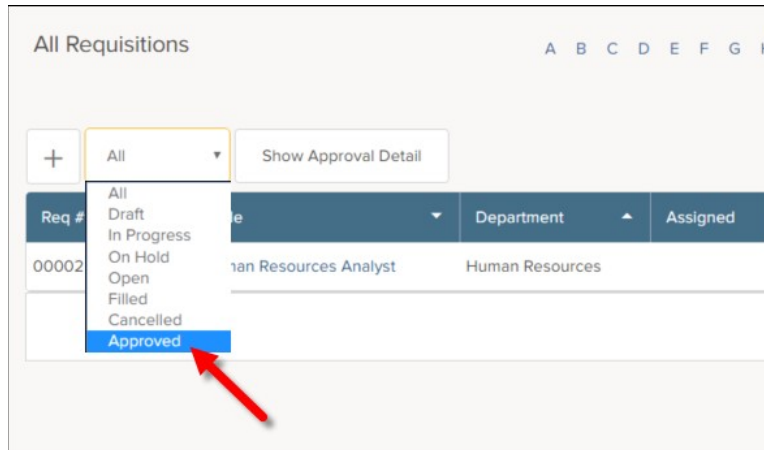 All Requisitions
A B C D E F G
+ All Show Approval Detail
Req # Department Assigned
All
Draft
In Progress
On Hold
Open
Filled
Cancelled
Approved
00002 Resources Analyst Human Resources